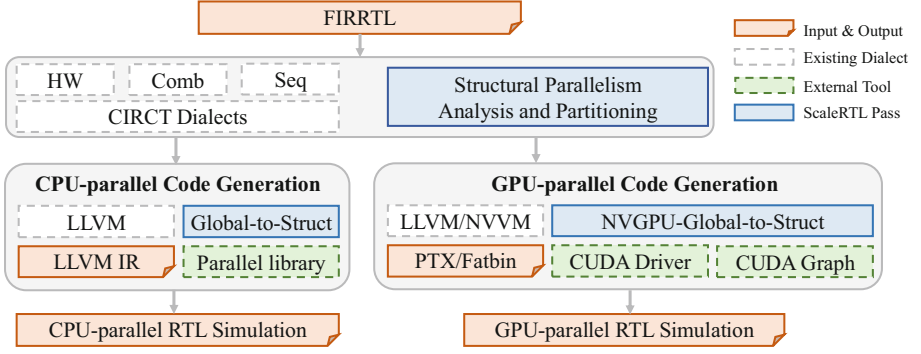 FIRRTL
Input & Output
Existing Dialect
External Tool
ScaleRTL Pass
HW
Comb
Seq
CIRCT Dialects
Structural Parallelism
Analysis and Partitioning
CPU-parallel Code Generation
LLVM
Global-to-Struct
LLVM IR
Parallel library
GPU-parallel Code Generation
LLVM/NVVM
NVGPU-Global-to-Struct
PTX/Fatbin
CUDA Driver
CUDA Graph
CPU-parallel RTL Simulation
GPU-parallel RTL Simulation